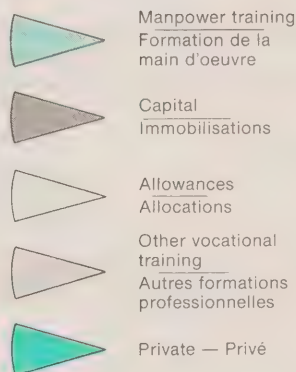 Manpower training
Formation de la
main d'oeuvre
Capital
Immobilisations
Allowances
Allocations
Other vocational
training
Autres formations
professionnelles
Private — Privé